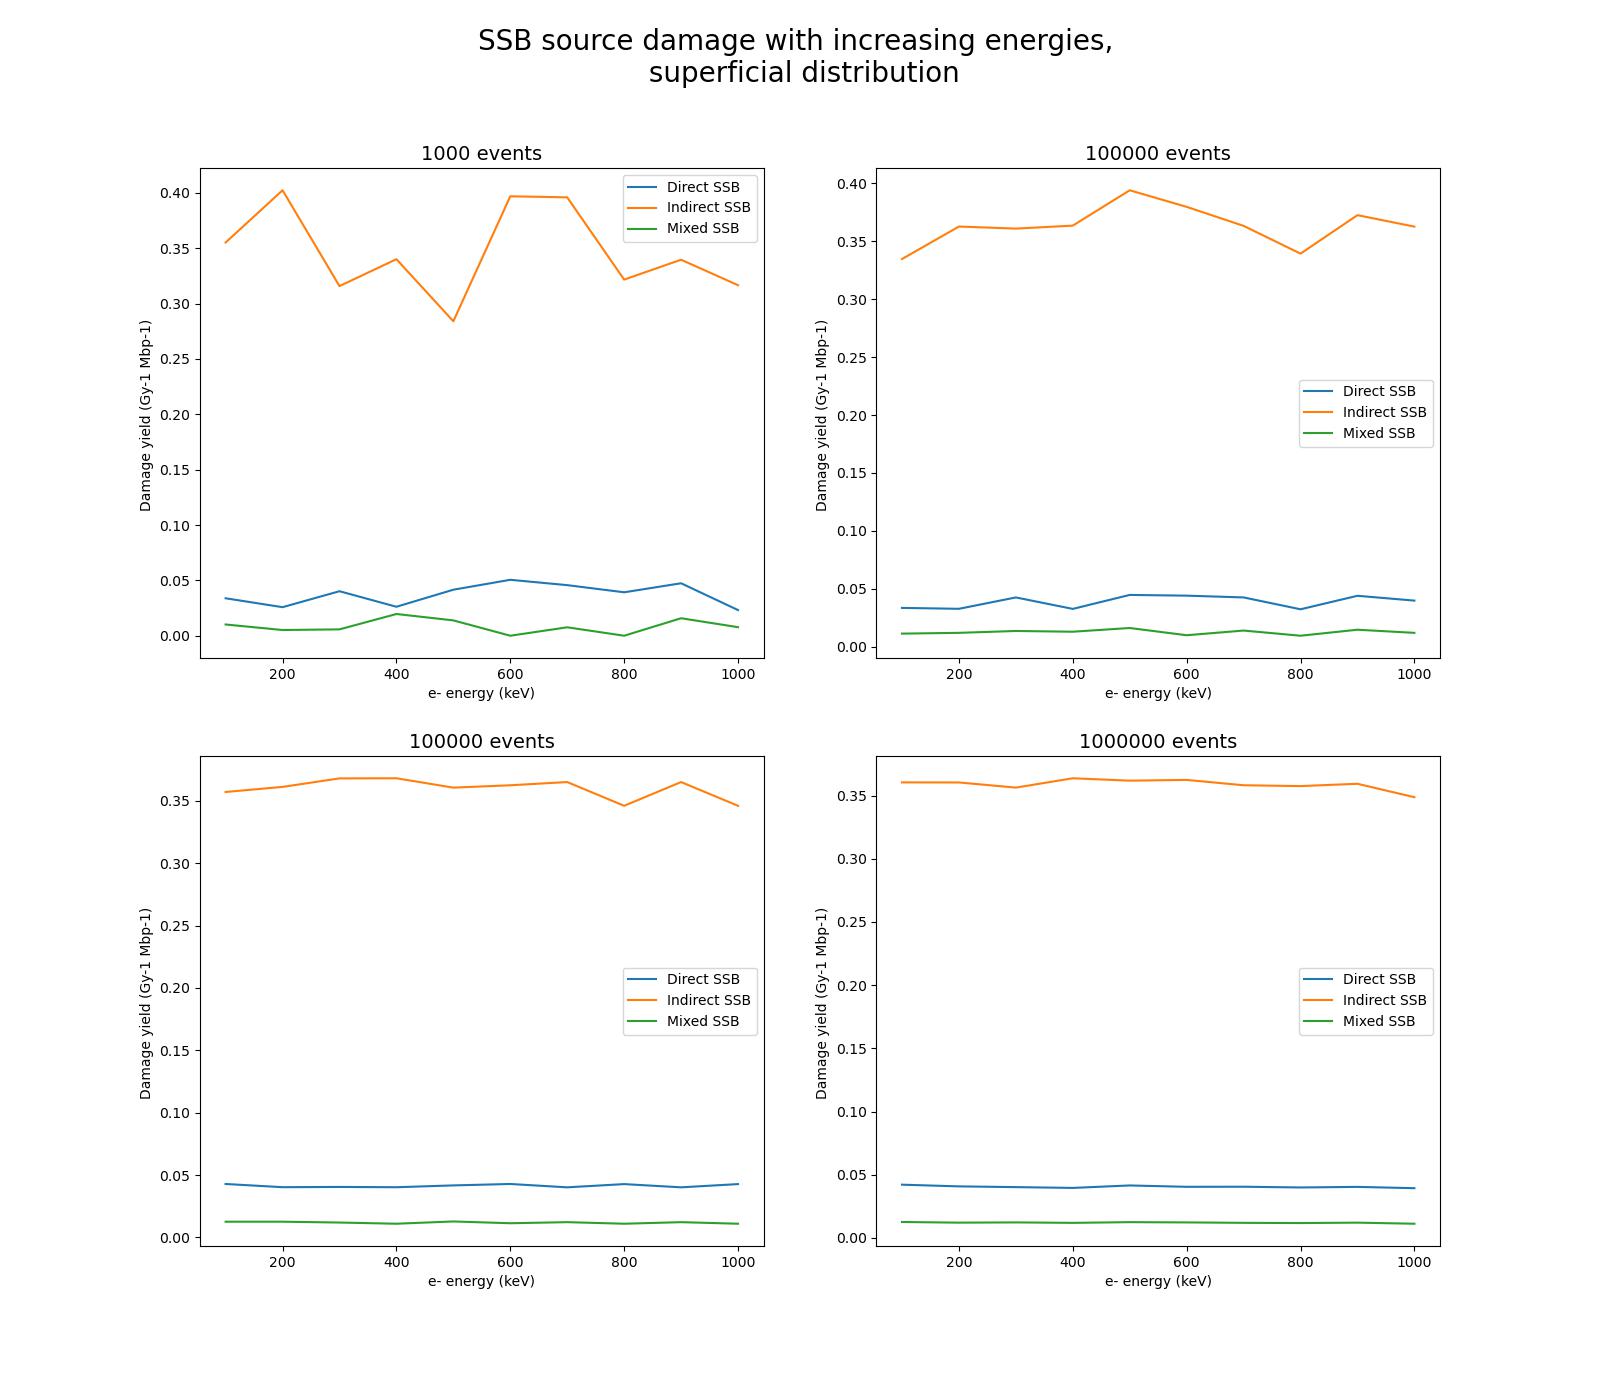 SSB source damage with increasing energies,
superficial distribution
1000 events
Damage yield (Gy-1 Mbp-1)
0.40
0.35
0.30
0.25
0.20
0.15
0.10
0.05
0.00
Direct SSB
Indirect SSB
Mixed SSB
200 400 600 800 1000
e- energy (keV)
100000 events
Damage yield (Gy-1 Mbp-1)
0.40
0.35
0.30
0.25
0.20
0.15
0.10
0.05
0.00
Direct SSB
Indirect SSB
Mixed SSB
200 400 600 800 1000
e- energy (keV)
100000 events
Damage yield (Gy-1 Mbp-1)
0.35
0.30
0.25
0.20
0.15
0.10
0.05
0.00
Direct SSB
Indirect SSB
Mixed SSB
200 400 600 800 1000
e- energy (keV)
1000000 events
Damage yield (Gy-1 Mbp-1)
0.35
0.30
0.25
0.20
0.15
0.10
0.05
0.00
Direct SSB
Indirect SSB
Mixed SSB
200 400 600 800 1000
e- energy (keV)